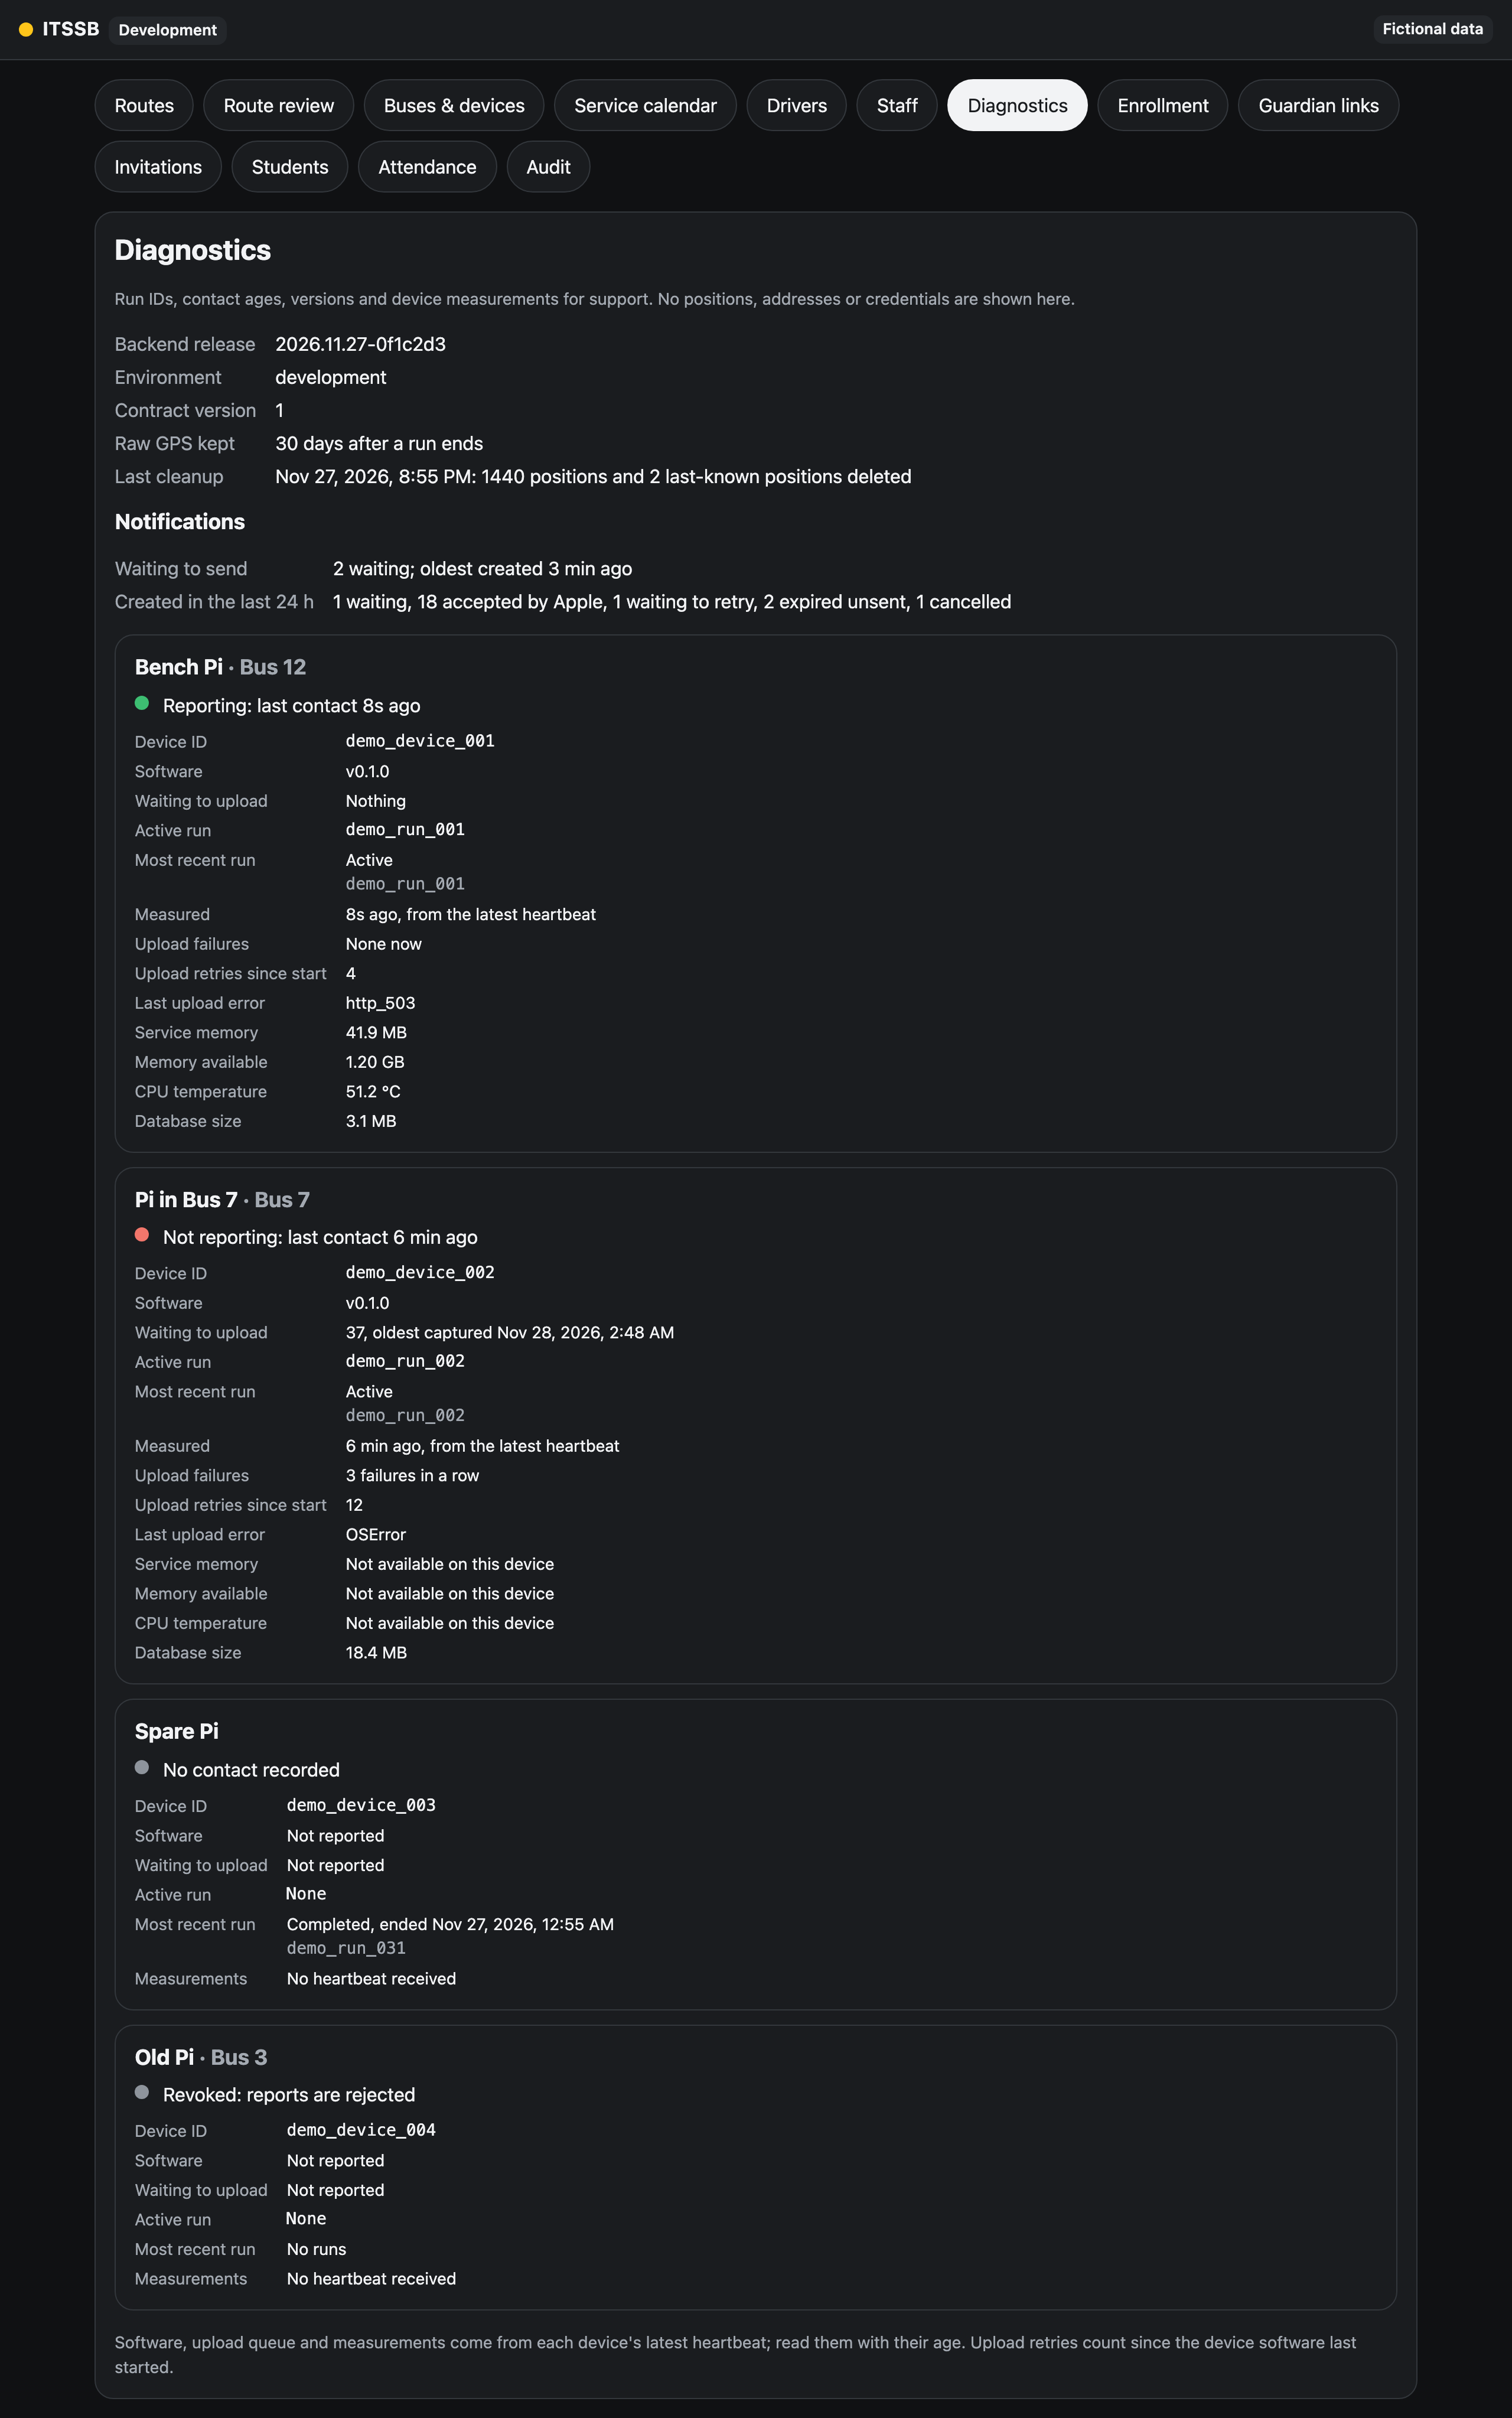 ITSSB Development Fictional data
Routes Route review Buses & devices Service calendar Drivers Staff Diagnostics Enrollment Guardian links
Invitations Students Attendance Audit
Diagnostics
Run IDs, contact ages, versions and device measurements for support. No positions, addresses or credentials are shown here.
Backend release 2026.11.27-0f1c2d3
Environment development
Contract version 1
Raw GPS kept 30 days after a run ends
Last cleanup Nov 27, 2026, 8:55 PM: 1440 positions and 2 last-known positions deleted
Notifications
Waiting to send 2 waiting; oldest created 3 min ago
Created in the last 24 h 1 waiting, 18 accepted by Apple, 1 waiting to retry, 2 expired unsent, 1 cancelled
Bench Pi · Bus 12
Reporting: last contact 8s ago
Device ID demo_device_001
Software v0.1.0
Waiting to upload Nothing
Active run demo_run_001
Most recent run Active
demo_run_001
Measured 8s ago, from the latest heartbeat
Upload failures None now
Upload retries since start 4
Last upload error http_503
Service memory 41.9 MB
Memory available 1.20 GB
CPU temperature 51.2 °C
Database size 3.1 MB
Pi in Bus 7 · Bus 7
Not reporting: last contact 6 min ago
Device ID demo_device_002
Software v0.1.0
Waiting to upload 37, oldest captured Nov 28, 2026, 2:48 AM
Active run demo_run_002
Most recent run Active
demo_run_002
Measured 6 min ago, from the latest heartbeat
Upload failures 3 failures in a row
Upload retries since start 12
Last upload error OSError
Service memory Not available on this device
Memory available Not available on this device
CPU temperature Not available on this device
Database size 18.4 MB
Spare Pi
No contact recorded
Device ID demo_device_003
Software Not reported
Waiting to upload Not reported
Active run None
Most recent run Completed, ended Nov 27, 2026, 12:55 AM
demo_run_031
Measurements No heartbeat received
Old Pi · Bus 3
Revoked: reports are rejected
Device ID demo_device_004
Software Not reported
Waiting to upload Not reported
Active run None
Most recent run No runs
Measurements No heartbeat received
Software, upload queue and measurements come from each device's latest heartbeat; read them with their age. Upload retries count since the device software last
started.